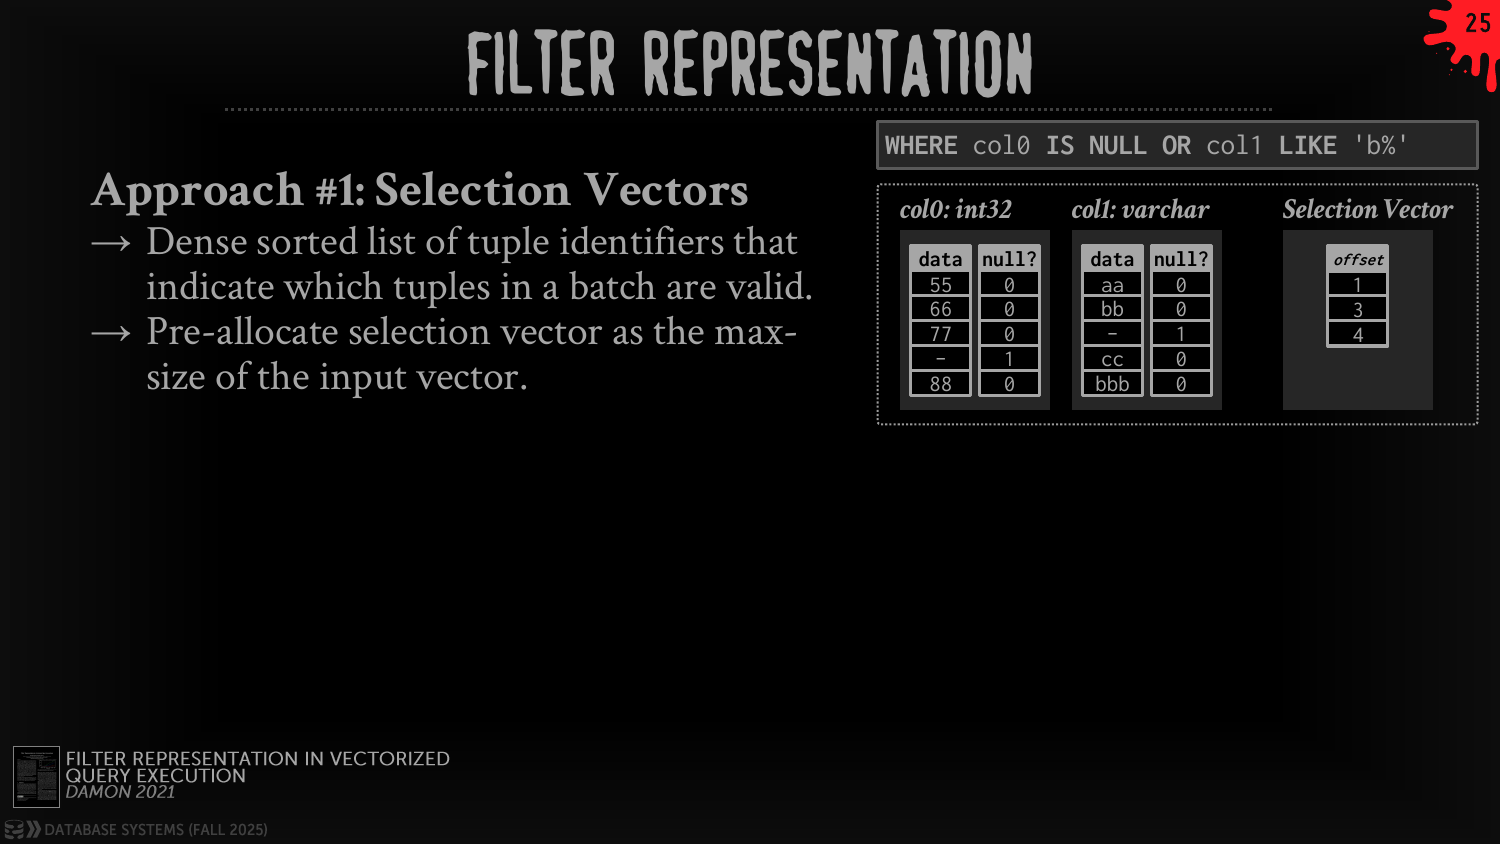 25
FILTER REPRESENTATION
Approach #1: Selection Vectors
→ Dense sorted list of tuple identifiers that
indicate which tuples in a batch are valid.
→ Pre-allocate selection vector as the max-
size of the input vector.
WHERE col0 IS NULL OR col1 LIKE 'b%'
col0: int32 col1: varchar Selection Vector
data null? data null? offset
55 0 aa 0 1
66 0 bb 0 3
77 0 - 1 4
- 1 cc 0
88 0 bbb 0
FILTER REPRESENTATION IN VECTORIZED
QUERY EXECUTION
DAMON 2021
DATABASE SYSTEMS (FALL 2025)